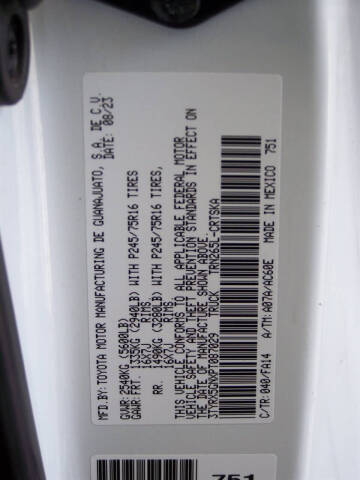 MFD.BY:TOYOTA MOTOR MANUFACTURING DE GUANAJUATO, S.A. DE C.V.
DATE: 08/23
GVWR:2540KG(5600LB)
GAWR:FRT. 1335KG (2940LB) WITH P245/75R16 TIRES
16X7J RIMS,
RR. 1490KG (3280LB) WITH P245/75R16 TIRES,
16X7J RIMS,
THIS VEHICLE CONFORMS TO ALL APPLICABLE FEDERAL MOTOR
VEHICLE SAFETY AND THEFT PREVENTION STANDARDS IN EFFECT ON
THE DATE OF MANUFACTURE SHOWN ABOVE.
TRUCK TRN265L-CRTSKA
C/TR: 040/FA14 A/TM: A07A/AC60E MADE IN MEXICO 751
751